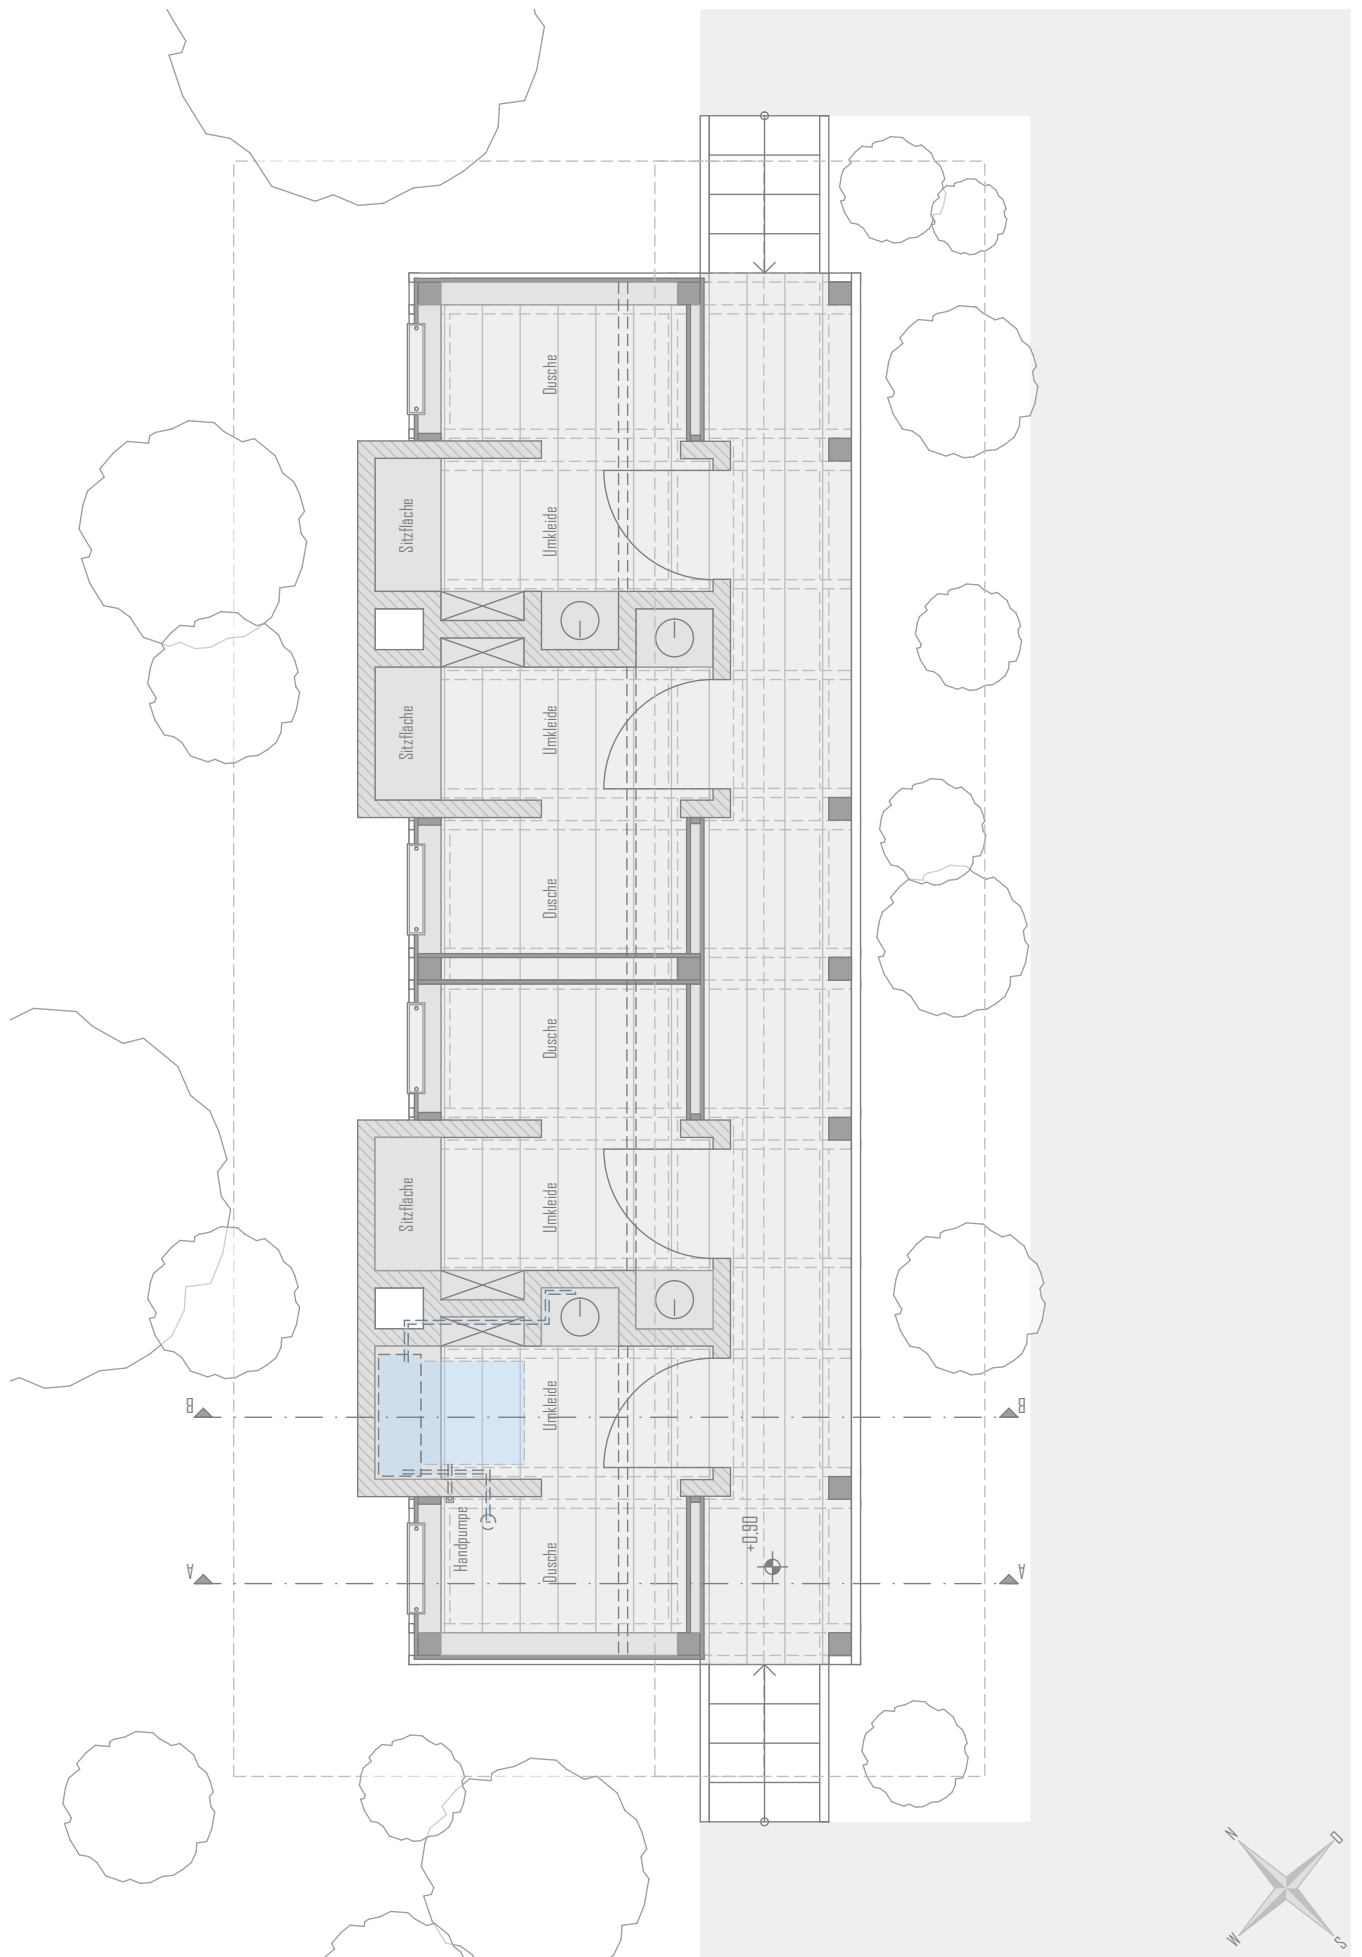 Dusche
Sitzfläche
Umkleide
Sitzfläche
Umkleide
Dusche
Dusche
Sitzfläche
Umkleide
Umkleide
B
B
Handpumpe
Dusche
+0,90
A
A
N
O
W
S